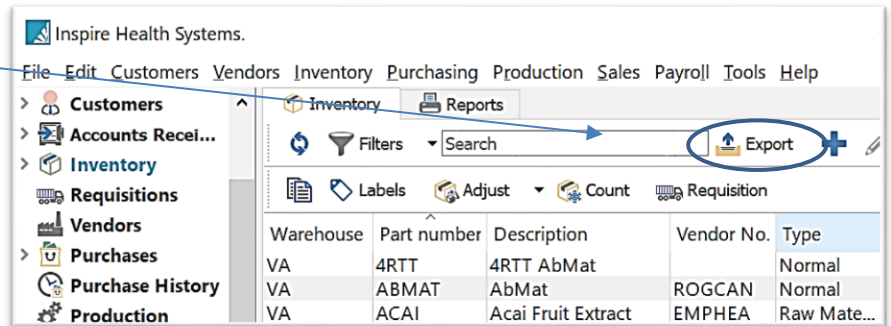 Inspire Health Systems.
File Edit Customers Vendors Inventory Purchasing Production Sales Payroll Tools Help
Customers
Accounts Recei...
Inventory
Requisitions
Vendors
Purchases
Purchase History
Production
Inventory Reports
Filters Search Export
Labels Adjust Count Requisition
Warehouse Part number Description Vendor No. Type
VA 4RTT 4RTT AbMat Normal
VA ABMAT AbMat ROGCAN Normal
VA ACAI Acai Fruit Extract EMPHEA Raw Mate...